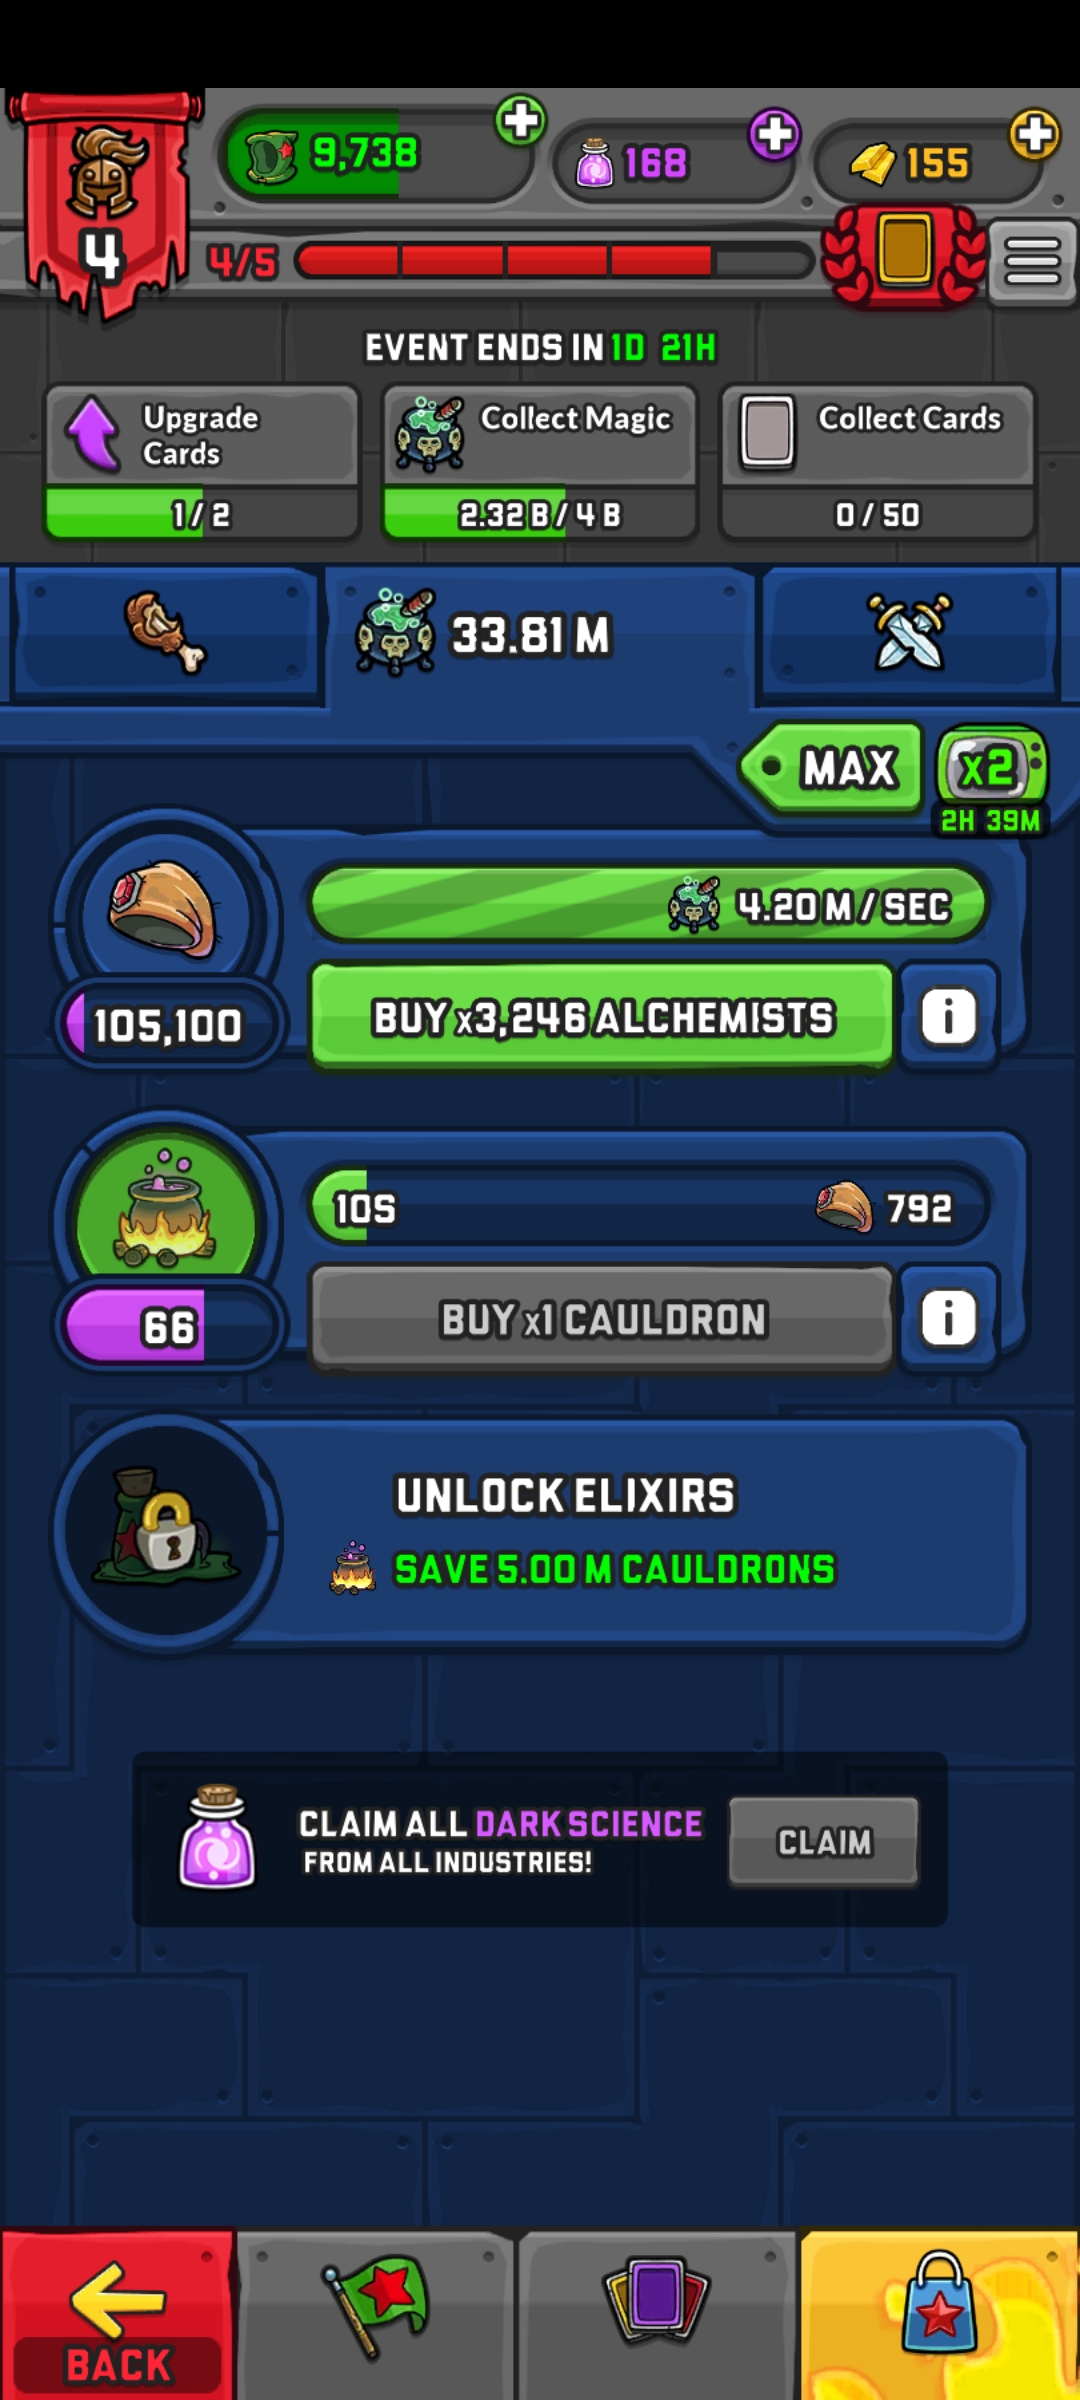 9,738
168
155
4
4/5
EVENT ENDS IN 1D 21H
Upgrade
Cards
1/2
Collect Magic
2.32 B / 4 B
Collect Cards
0 / 50
33.81 M
MAX
x2
2H 39M
4.20 M / SEC
105,100
BUY x3,246 ALCHEMISTS
i
10S
792
66
BUY x1 CAULDRON
i
UNLOCK ELIXIRS
SAVE 5.00 M CAULDRONS
CLAIM ALL DARK SCIENCE
FROM ALL INDUSTRIES!
CLAIM
BACK